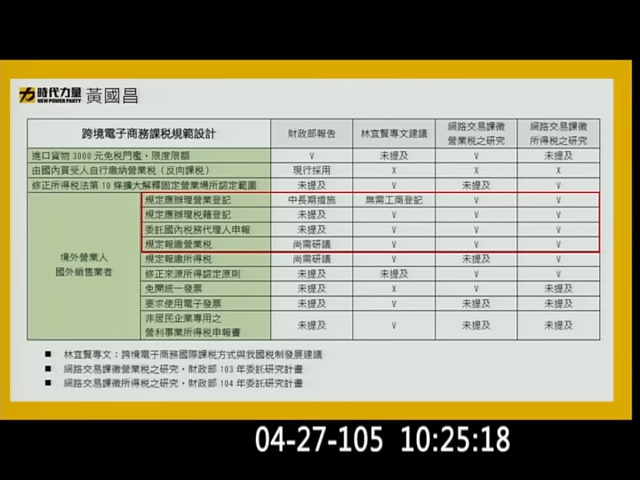 力 時代力量 黃國昌
NEW POWER PARTY
跨境電子商務課稅規範設計 財政部報告 林宜賢專文建議 網路交易課徵營業稅之研究 網路交易課徵所得稅之研究
進口貨物 3000 元免稅門檻，限度限額 V 未提及 V 未提及
由國內買受人自行繳納營業稅（反向課稅） 現行採用 X X X
修正所得稅法第 10 條擴大解釋固定營業場所認定範圍 未提及 V 未提及 V
境外營業人
國外銷售業者
規定應辦理營業登記 中長期措施 無需工商登記 V V
規定應辦理稅籍登記 未提及 V V V
委託國內稅務代理人申報 未提及 V V V
規定報繳營業稅 尚需研議 V V V
規定報繳所得稅 尚需研議 V 未提及 V
修正來源所得認定原則 未提及 未提及 V V
免開統一發票 未提及 V X 未提及
要求使用電子發票 未提及 V V 未提及
非居民企業專用之
營利事業所得稅申報書 未提及 V 未提及 未提及
■ 林宜賢專文：跨境電子商務國際課稅方式與我國稅制發展建議
■ 網路交易課徵營業稅之研究，財政部 103 年委託研究計畫
■ 網路交易課徵所得稅之研究，財政部 104 年委託研究計畫
04-27-105 10:25:18